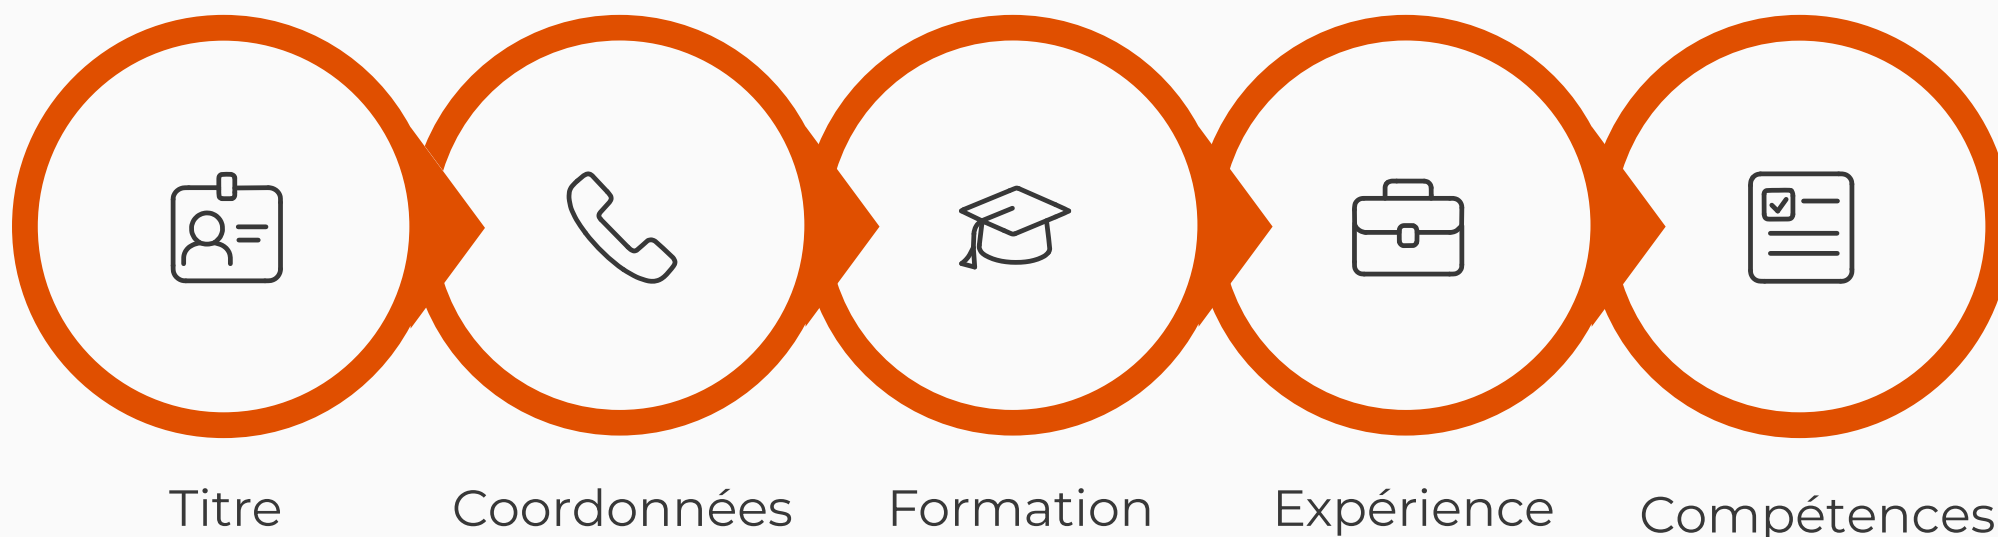 Titre
Coordonnées
Formation
Expérience
Compétences